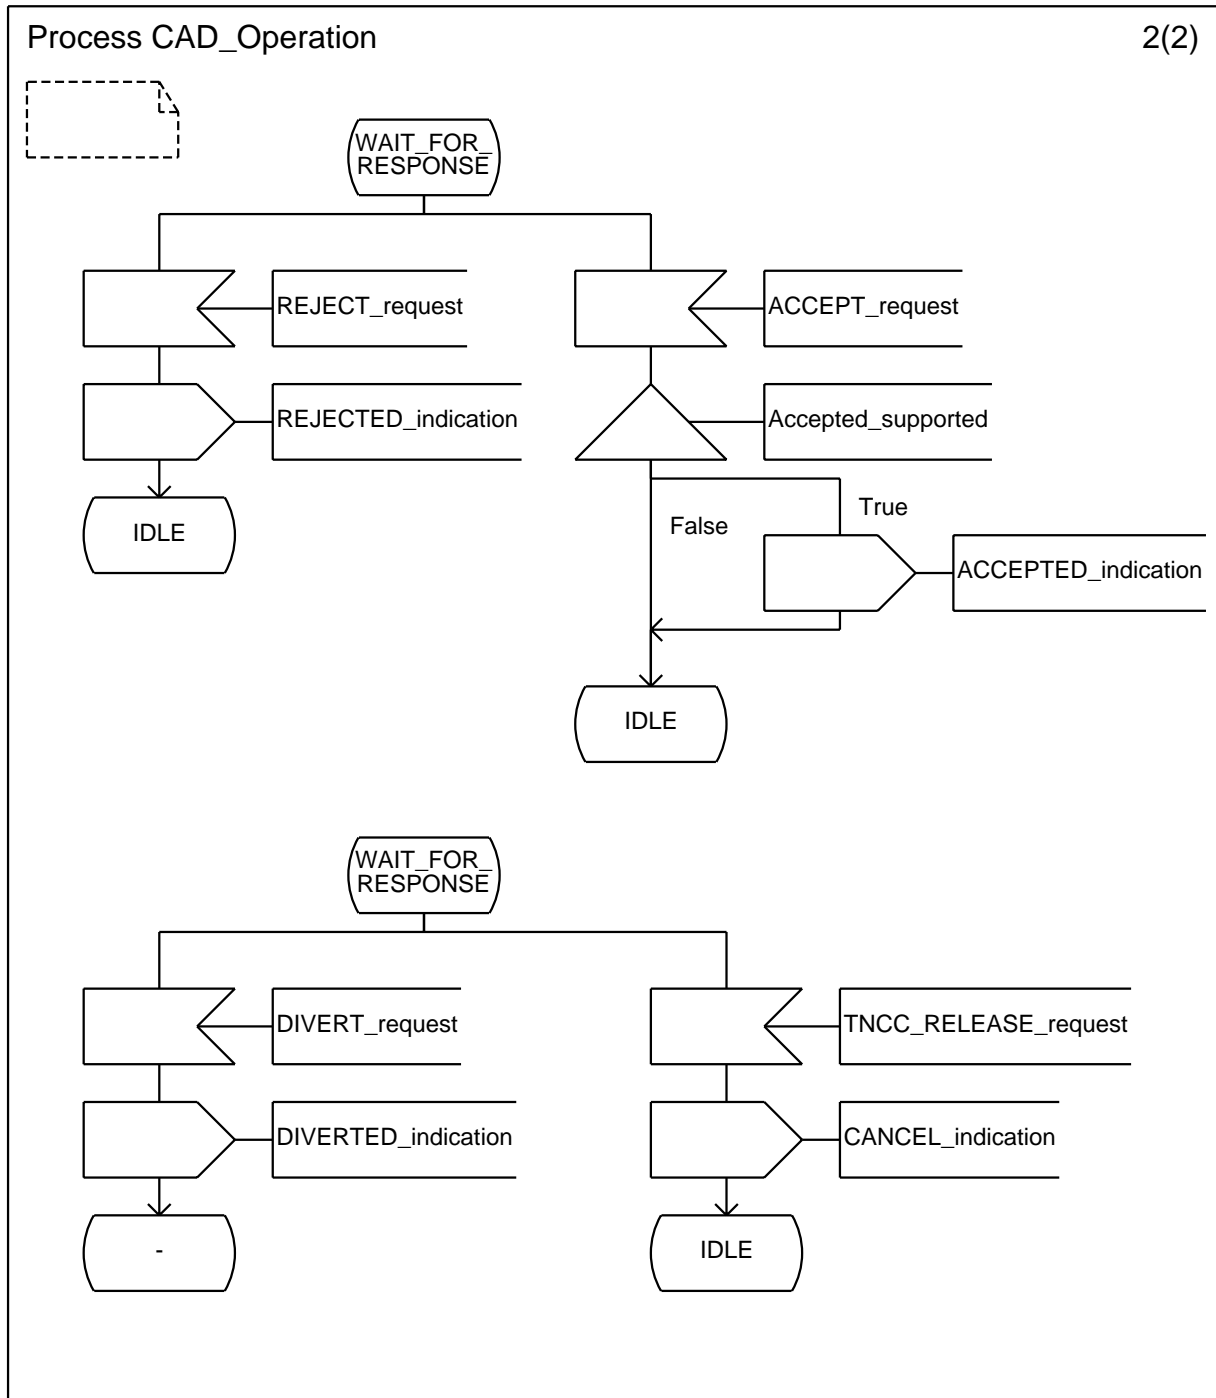 Process CAD_Operation
2(2)
WAIT_FOR_
RESPONSE
REJECT_request
ACCEPT_request
REJECTED_indication
Accepted_supported
IDLE
False
True
ACCEPTED_indication
IDLE
WAIT_FOR_
RESPONSE
DIVERT_request
TNCC_RELEASE_request
DIVERTED_indication
CANCEL_indication
-
IDLE